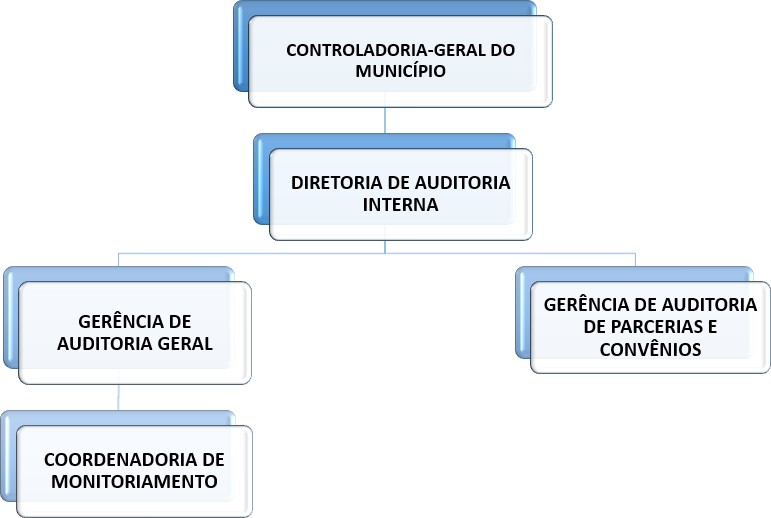 CONTROLADORIA-GERAL DO
MUNICÍPIO
DIRETORIA DE AUDITORIA
INTERNA
GERÊNCIA DE
AUDITORIA GERAL
GERÊNCIA DE AUDITORIA
DE PARCERIAS E
CONVÊNIOS
COORDENADORIA DE
MONITORIAMENTO